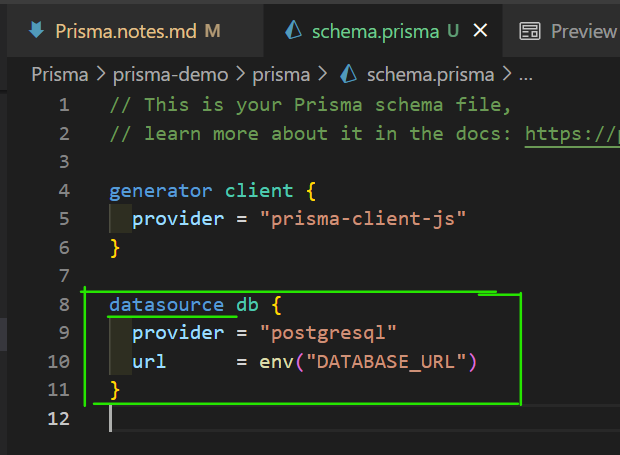 Prisma.notes.md M
schema.prisma U
Preview
Prisma > prisma-demo > prisma > schema.prisma > ...
1 // This is your Prisma schema file,
2 // learn more about it in the docs: https://
3
4 generator client {
5 provider = "prisma-client-js"
6 }
7
8 datasource db {
9 provider = "postgresql"
10 url = env("DATABASE_URL")
11 }
12